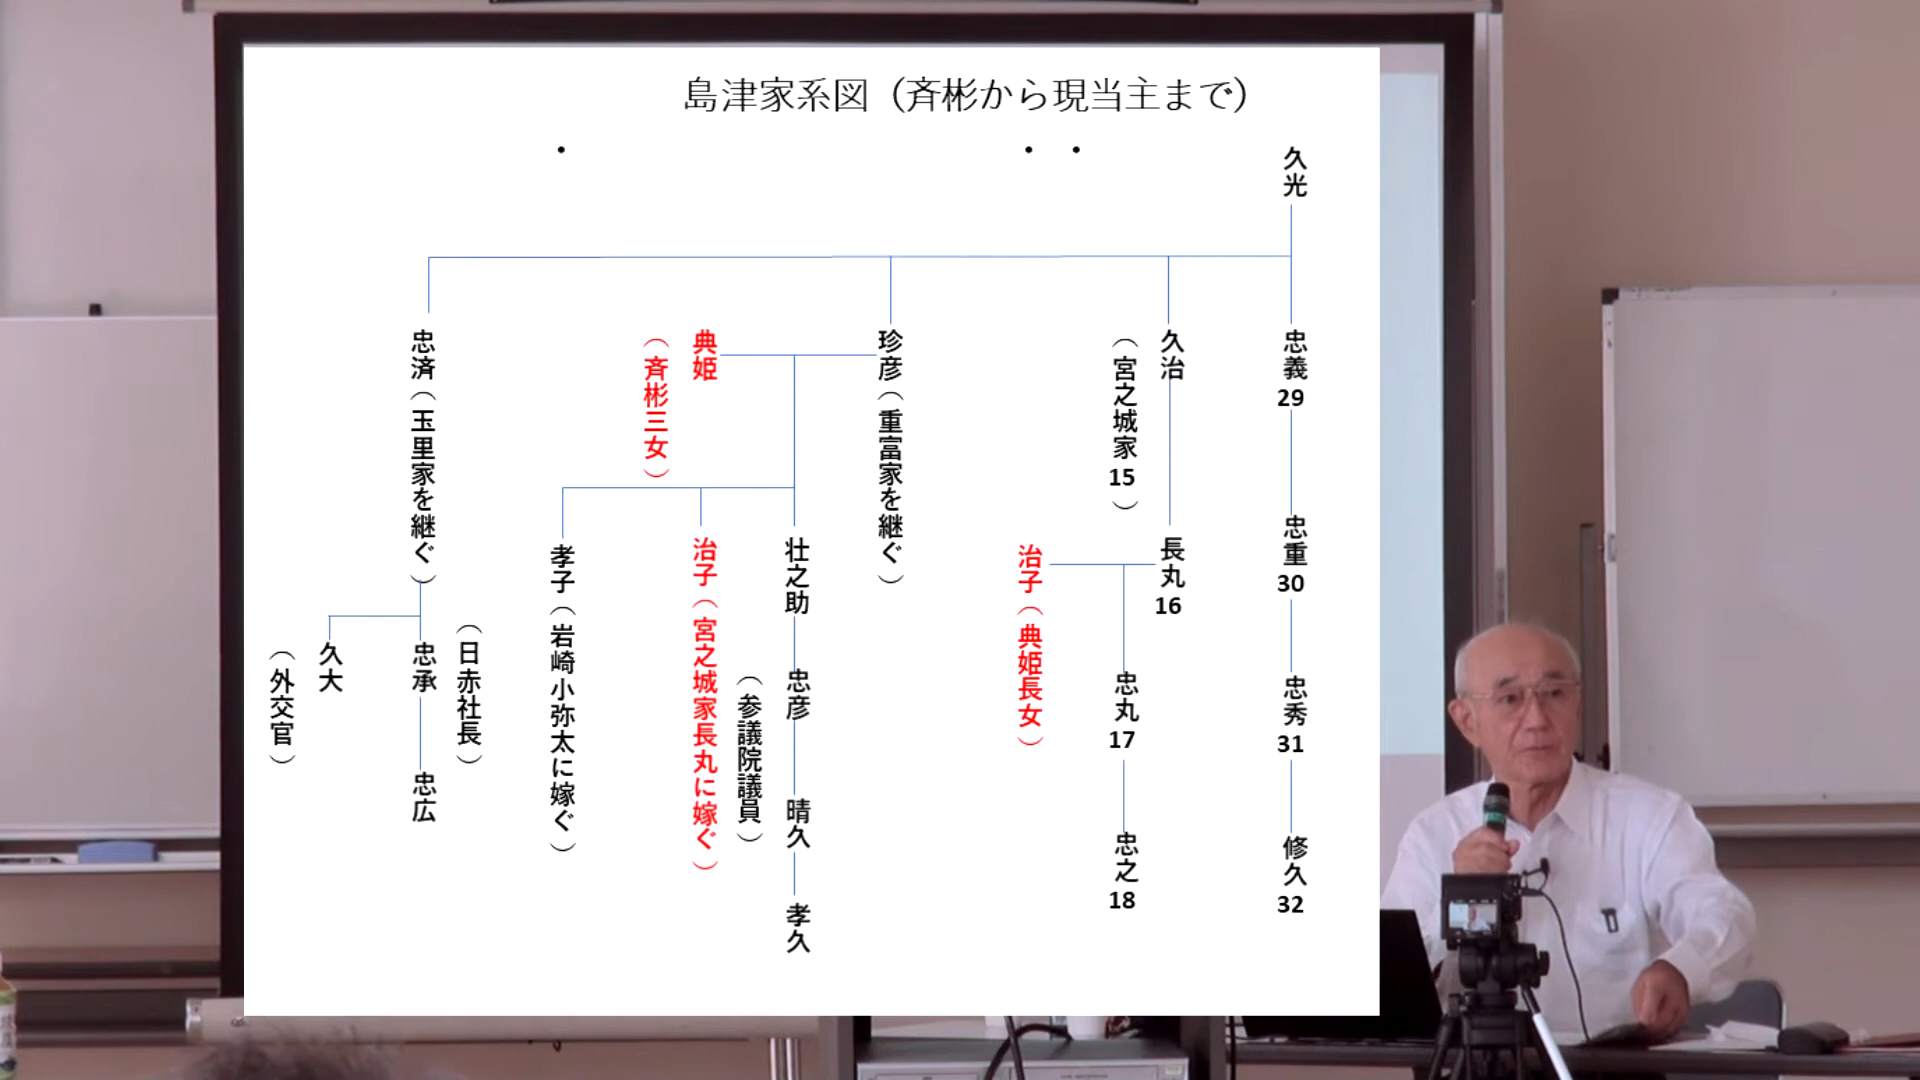 島津家系図（斉彬から現当主まで）
久光
忠義
29
忠重
30
忠秀
31
修久
32
久治
（宮之城家
15
）
長丸
16
治子（典姫長女）
忠丸
17
忠之
18
珍彦（重富家を継ぐ）
典姫
（斉彬三女）
壮之助
忠彦
（参議院議員）
晴久
孝久
治子（宮之城家長丸に嫁ぐ）
孝子（岩崎小弥太に嫁ぐ）
忠済（玉里家を継ぐ）
（日赤社長）
忠承
忠広
久大
（外交官）